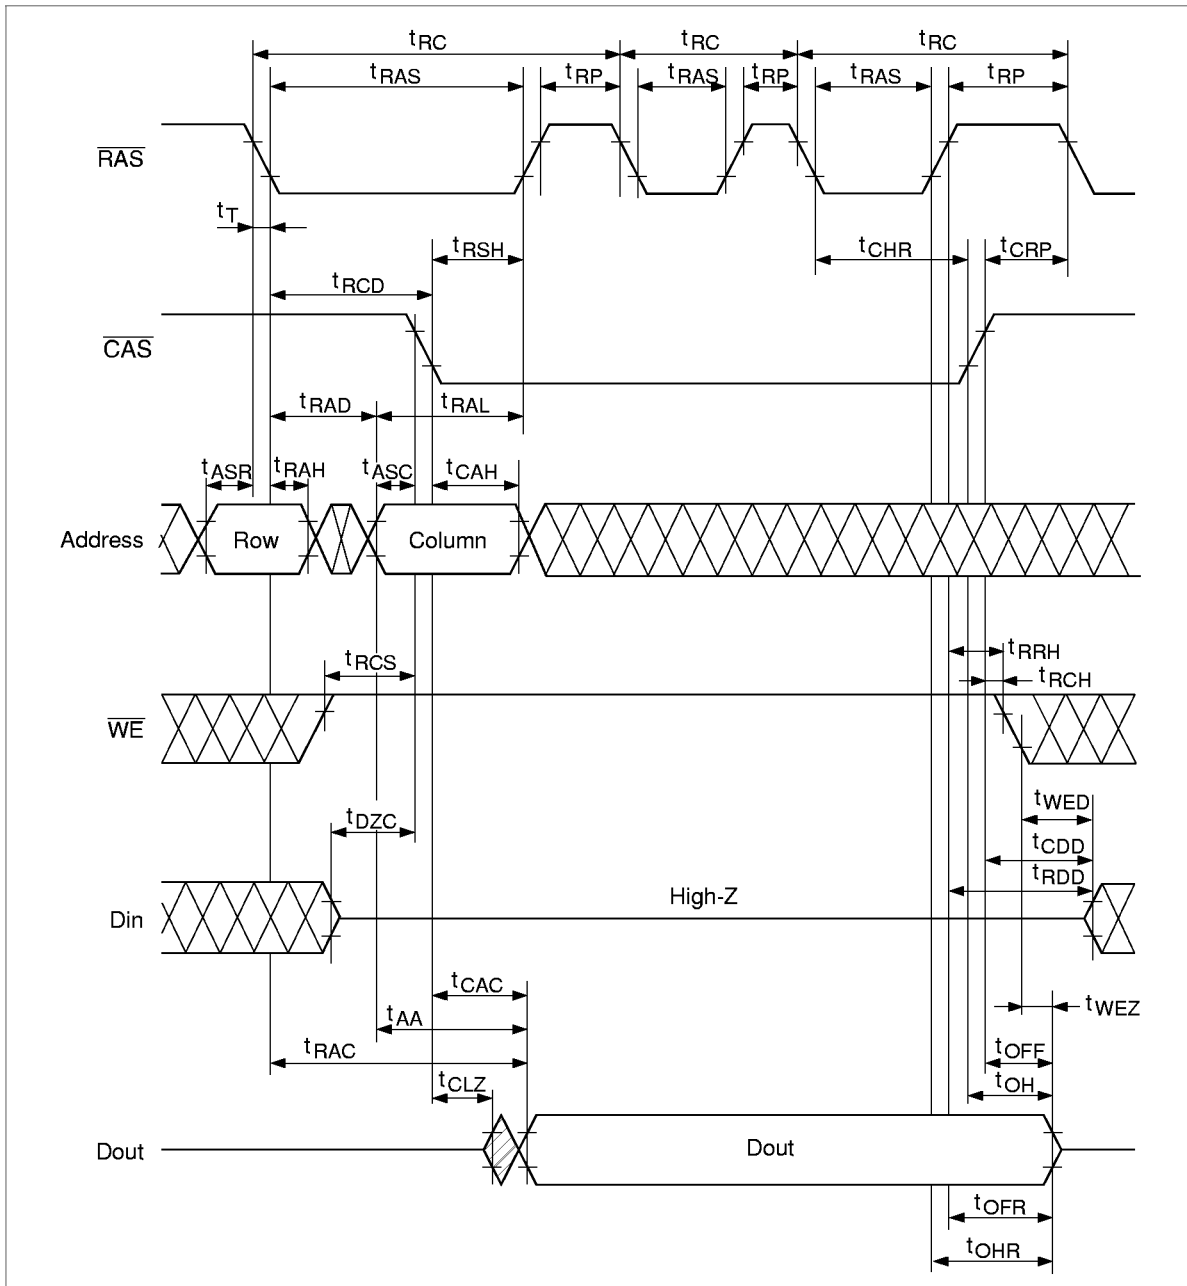 tRC tRC tRC
tRAS tRP tRAS tRP tRAS tRP
RAS
tT
tRSH tCHR tCRP
tRCD
CAS
tRAD tRAL
tASR tRAH tASC tCAH
Address Row Column
tRRH
tRCS tRCH
WE
tWED
tDZC
tCDD
tRDD
High-Z
Din
tCAC
tWEZ
tAA
tRAC tOFF
tCLZ tOH
Dout Dout
tOFR
tOHR